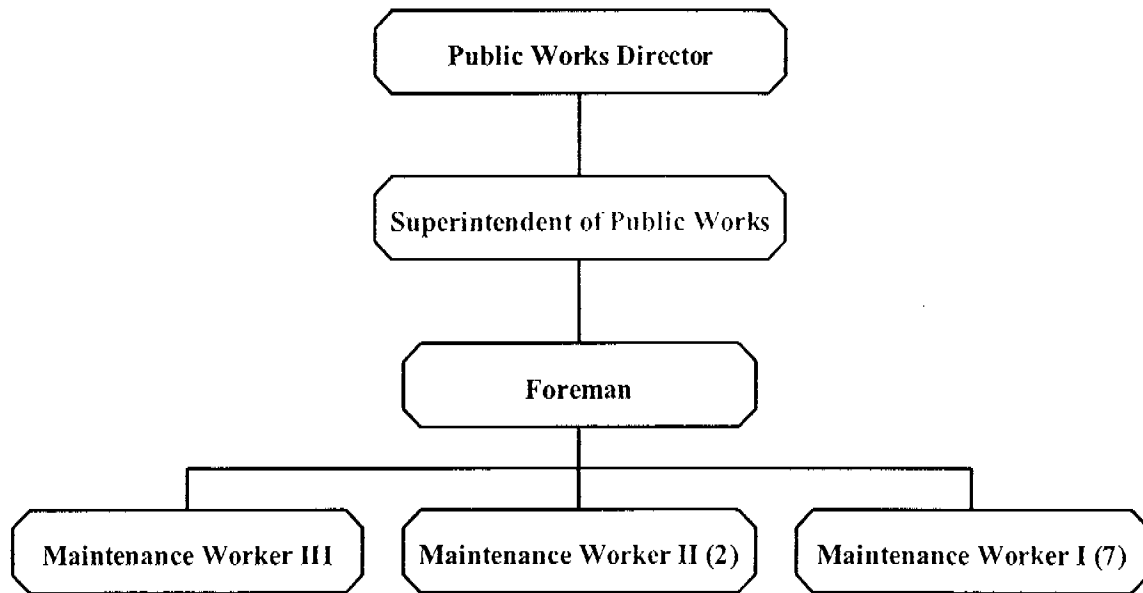 Public Works Director
Superintendent of Public Works
Foreman
Maintenance Worker III
Maintenance Worker II (2)
Maintenance Worker I (7)